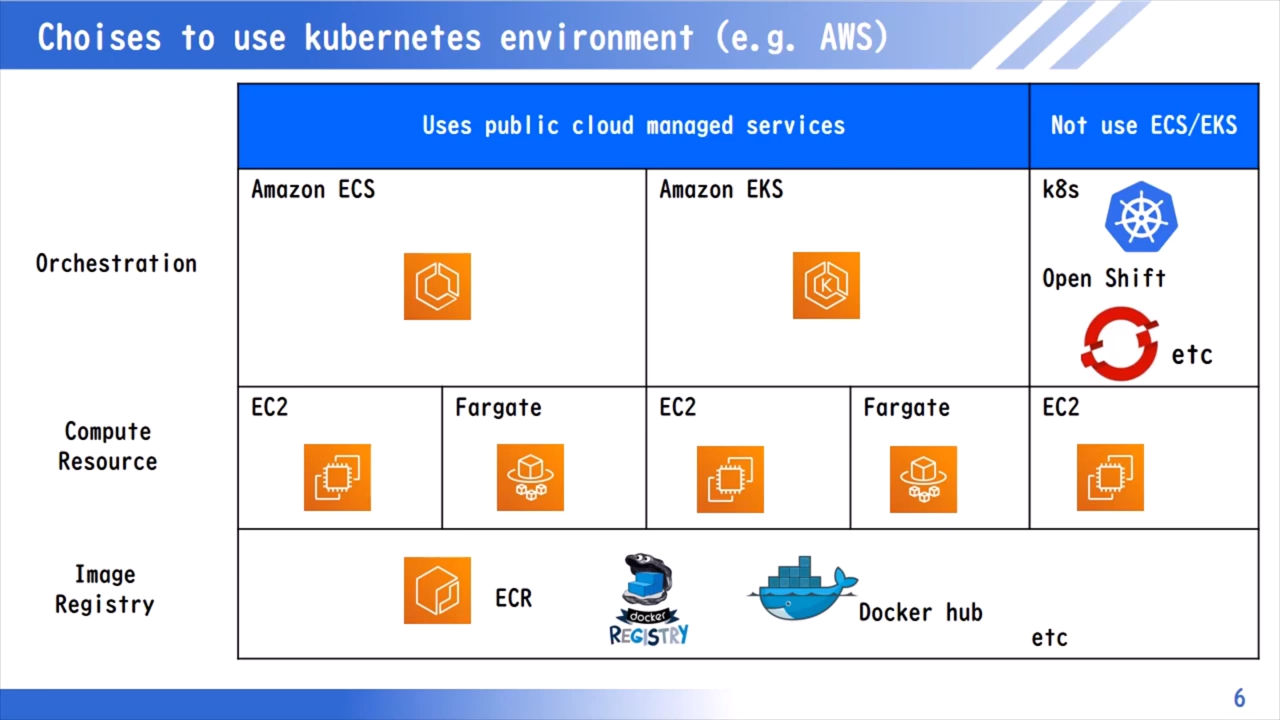 Choises to use kubernetes environment (e.g. AWS)
Uses public cloud managed services
Not use ECS/EKS
Orchestration
Amazon ECS
Amazon EKS
k8s
Open Shift
etc
Compute
Resource
EC2
Fargate
EC2
Fargate
EC2
Image
Registry
ECR
docker
REGISTRY
Docker hub
etc
6